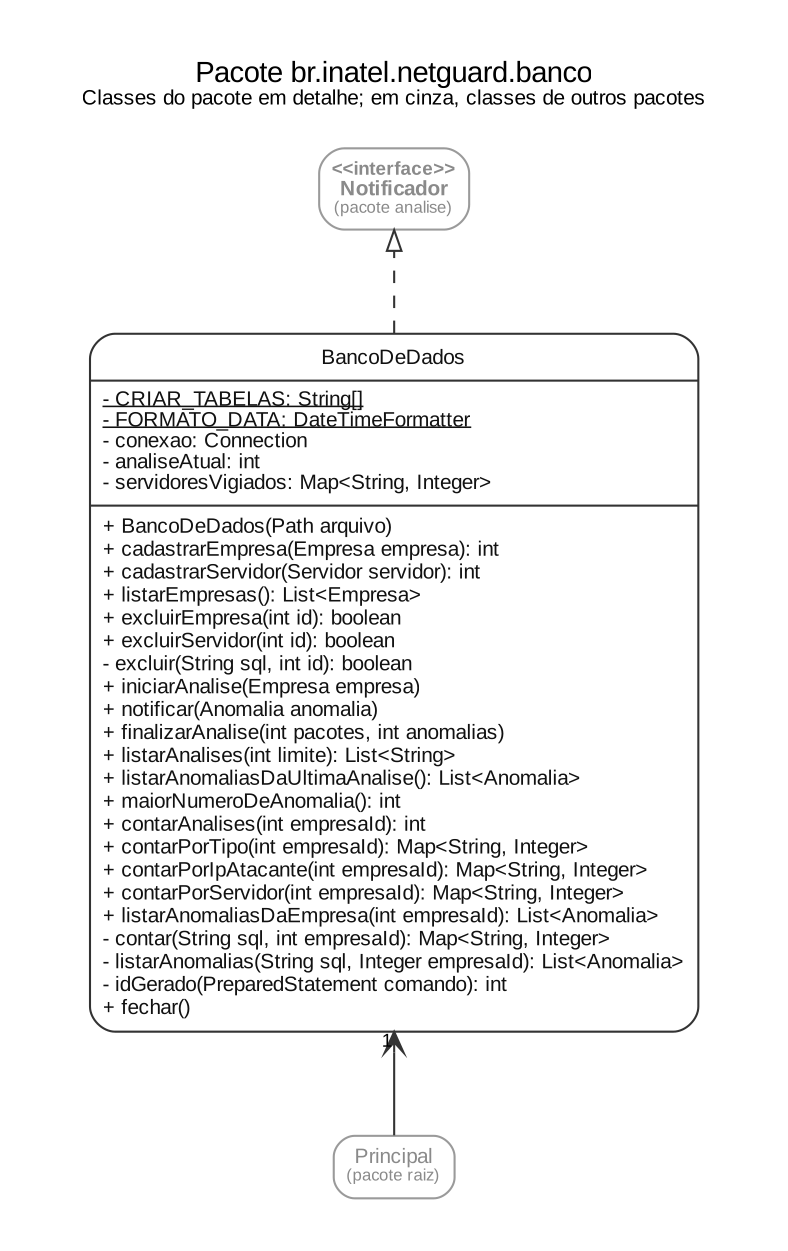 Pacote br.inatel.netguard.banco
Classes do pacote em detalhe; em cinza, classes de outros pacotes
<<interface>>
Notificador
(pacote analise)
BancoDeDados
- CRIAR_TABELAS: String[]
- FORMATO_DATA: DateTimeFormatter
- conexao: Connection
- analiseAtual: int
- servidoresVigiados: Map<String, Integer>
+ BancoDeDados(Path arquivo)
+ cadastrarEmpresa(Empresa empresa): int
+ cadastrarServidor(Servidor servidor): int
+ listarEmpresas(): List<Empresa>
+ excluirEmpresa(int id): boolean
+ excluirServidor(int id): boolean
- excluir(String sql, int id): boolean
+ iniciarAnalise(Empresa empresa)
+ notificar(Anomalia anomalia)
+ finalizarAnalise(int pacotes, int anomalias)
+ listarAnalises(int limite): List<String>
+ listarAnomaliasDaUltimaAnalise(): List<Anomalia>
+ maiorNumeroDeAnomalia(): int
+ contarAnalises(int empresaId): int
+ contarPorTipo(int empresaId): Map<String, Integer>
+ contarPorIpAtacante(int empresaId): Map<String, Integer>
+ contarPorServidor(int empresaId): Map<String, Integer>
+ listarAnomaliasDaEmpresa(int empresaId): List<Anomalia>
- contar(String sql, int empresaId): Map<String, Integer>
- listarAnomalias(String sql, Integer empresaId): List<Anomalia>
- idGerado(PreparedStatement comando): int
+ fechar()
1
Principal
(pacote raiz)